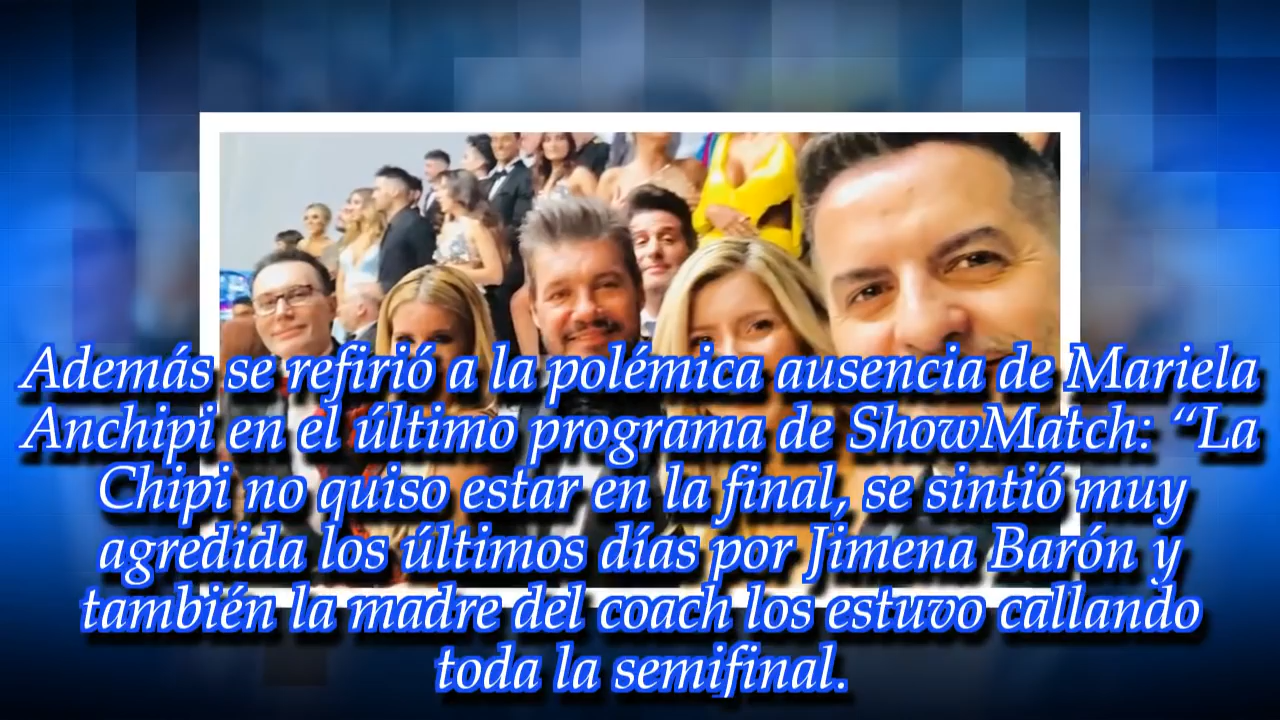 Además se refirió a la polémica ausencia de Mariela
Anchipi en el último programa de ShowMatch: “La
Chipi no quiso estar en la final, se sintió muy
agredida los últimos días por Jimena Barón y
también la madre del coach los estuvo callando
toda la semifinal.